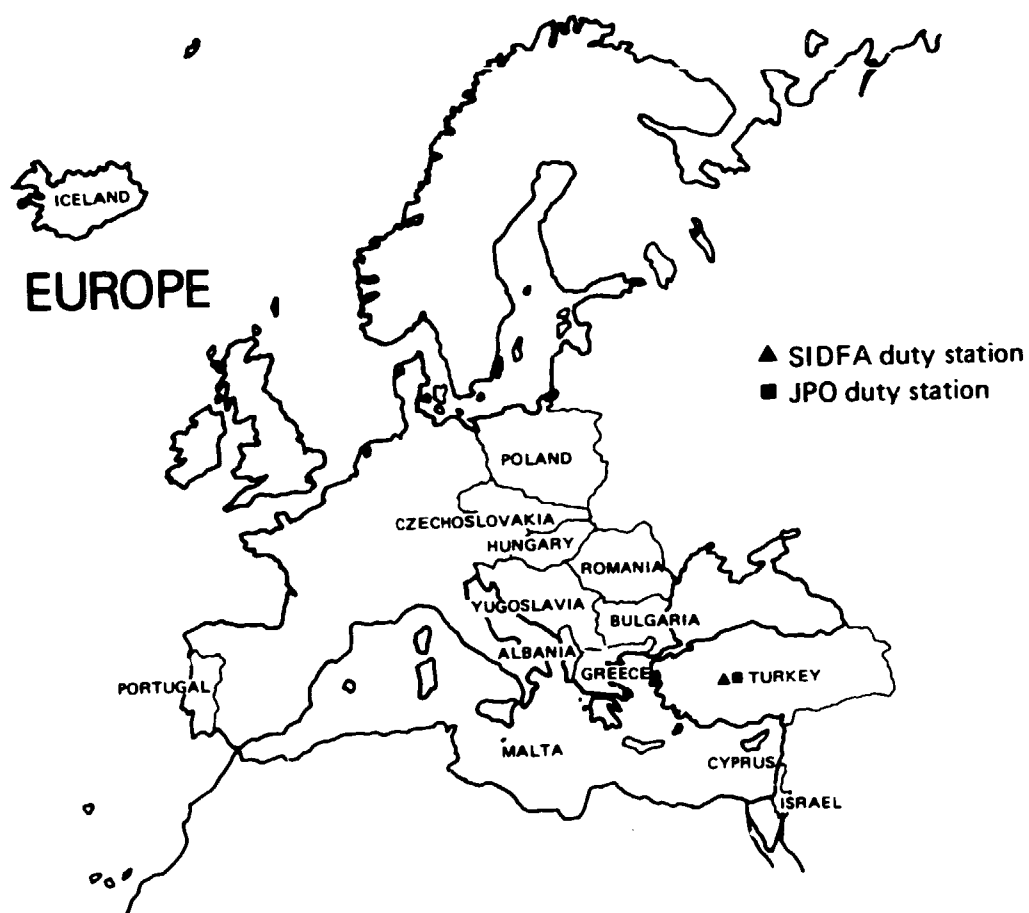 ICELAND
EUROPE
▲ SIDFA duty station
■ JPO duty station
POLAND
CZECHOSLOVAKIA
HUNGARY
ROMANIA
YUGOSLAVIA
BULGARIA
ALBANIA
GREECE
TURKEY
PORTUGAL
MALTA
CYPRUS
ISRAEL